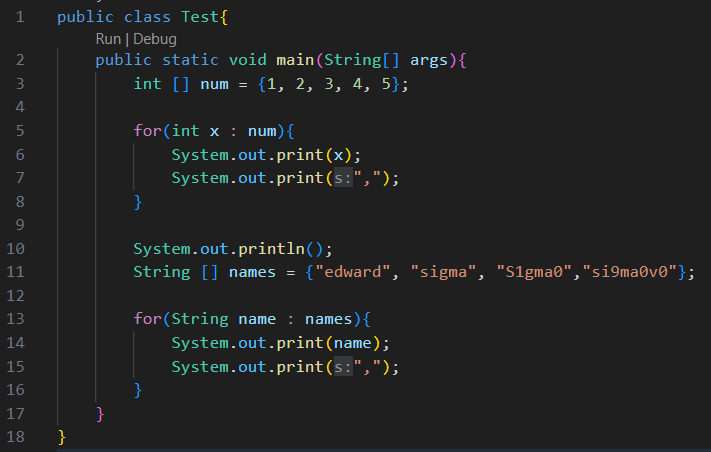 1 public class Test{
Run | Debug
2 public static void main(String[] args){
3 int [] num = {1, 2, 3, 4, 5};
4
5 for(int x : num){
6 System.out.print(x);
7 System.out.print(s:",");
8 }
9
10 System.out.println();
11 String [] names = {"edward", "sigma", "S1gma0","si9ma0v0"};
12
13 for(String name : names){
14 System.out.print(name);
15 System.out.print(s:",");
16 }
17 }
18 }